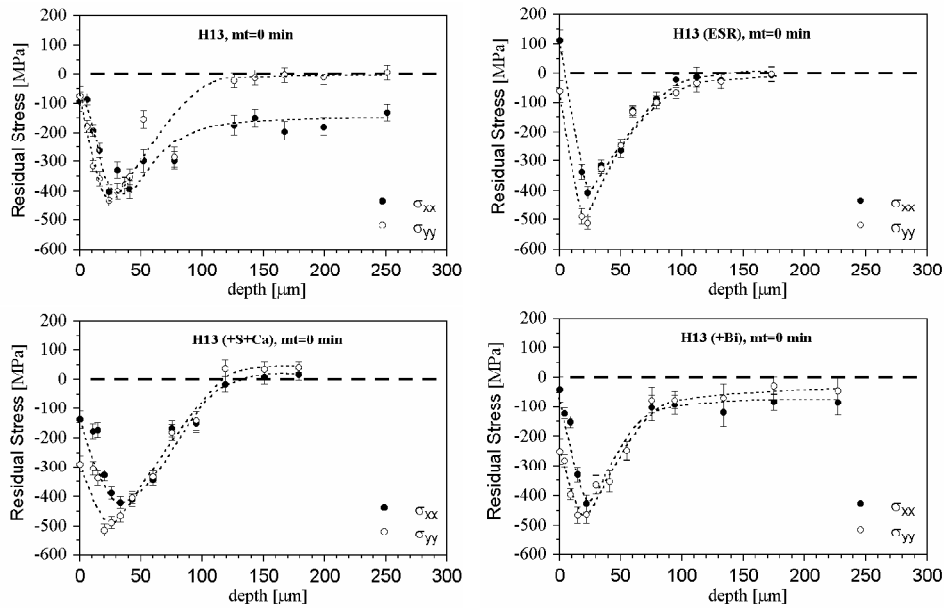 H13, mt=0 min
Residual Stress [MPa]
200
100
0
-100
-200
-300
-400
-500
-600
σxx
σyy
0 50 100 150 200 250 300
depth [μm]
H13 (ESR), mt=0 min
Residual Stress [MPa]
200
100
0
-100
-200
-300
-400
-500
-600
σxx
σyy
0 50 100 150 200 250 300
depth [μm]
H13 (+S+Ca), mt=0 min
Residual Stress [MPa]
200
100
0
-100
-200
-300
-400
-500
-600
σxx
σyy
0 50 100 150 200 250 300
depth [μm]
H13 (+Bi), mt=0 min
Residual Stress [MPa]
200
100
0
-100
-200
-300
-400
-500
-600
σxx
σyy
0 50 100 150 200 250 300
depth [μm]